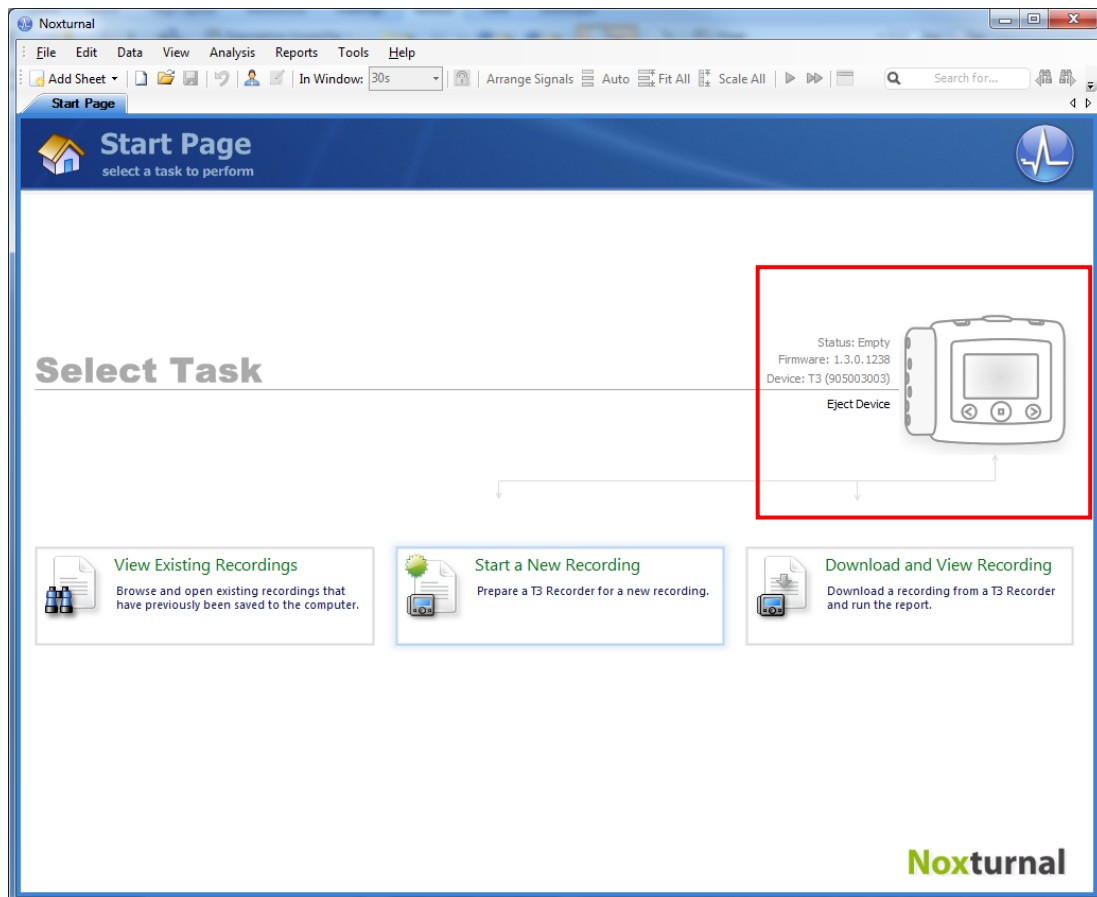 Noxturnal
File Edit Data View Analysis Reports Tools Help
Add Sheet In Window: 30s Arrange Signals Auto Fit All Scale All Search for...
Start Page
Start Page
select a task to perform
Select Task
Status: Empty
Firmware: 1.3.0.1238
Device: T3 (905003003)
Eject Device
View Existing Recordings
Browse and open existing recordings that
have previously been saved to the computer.
Start a New Recording
Prepare a T3 Recorder for a new recording.
Download and View Recording
Download a recording from a T3 Recorder
and run the report.
Noxturnal